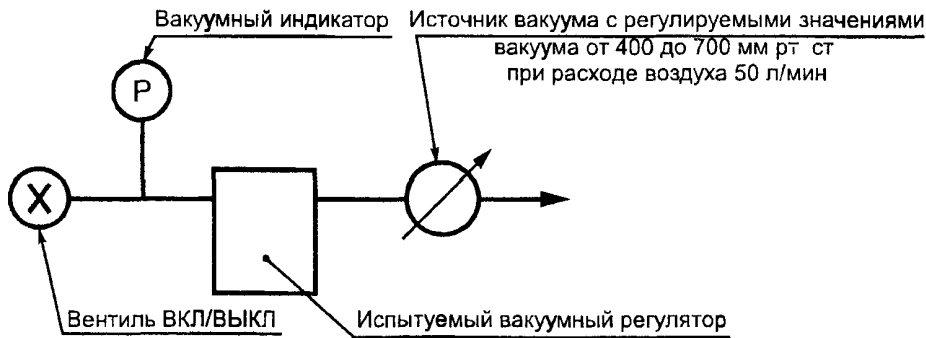 Вакуумный индикатор
Источник вакуума с регулируемыми значениями
вакуума от 400 до 700 мм рт ст
при расходе воздуха 50 л/мин
P
X
Вентиль ВКЛ/ВЫКЛ
Испытуемый вакуумный регулятор